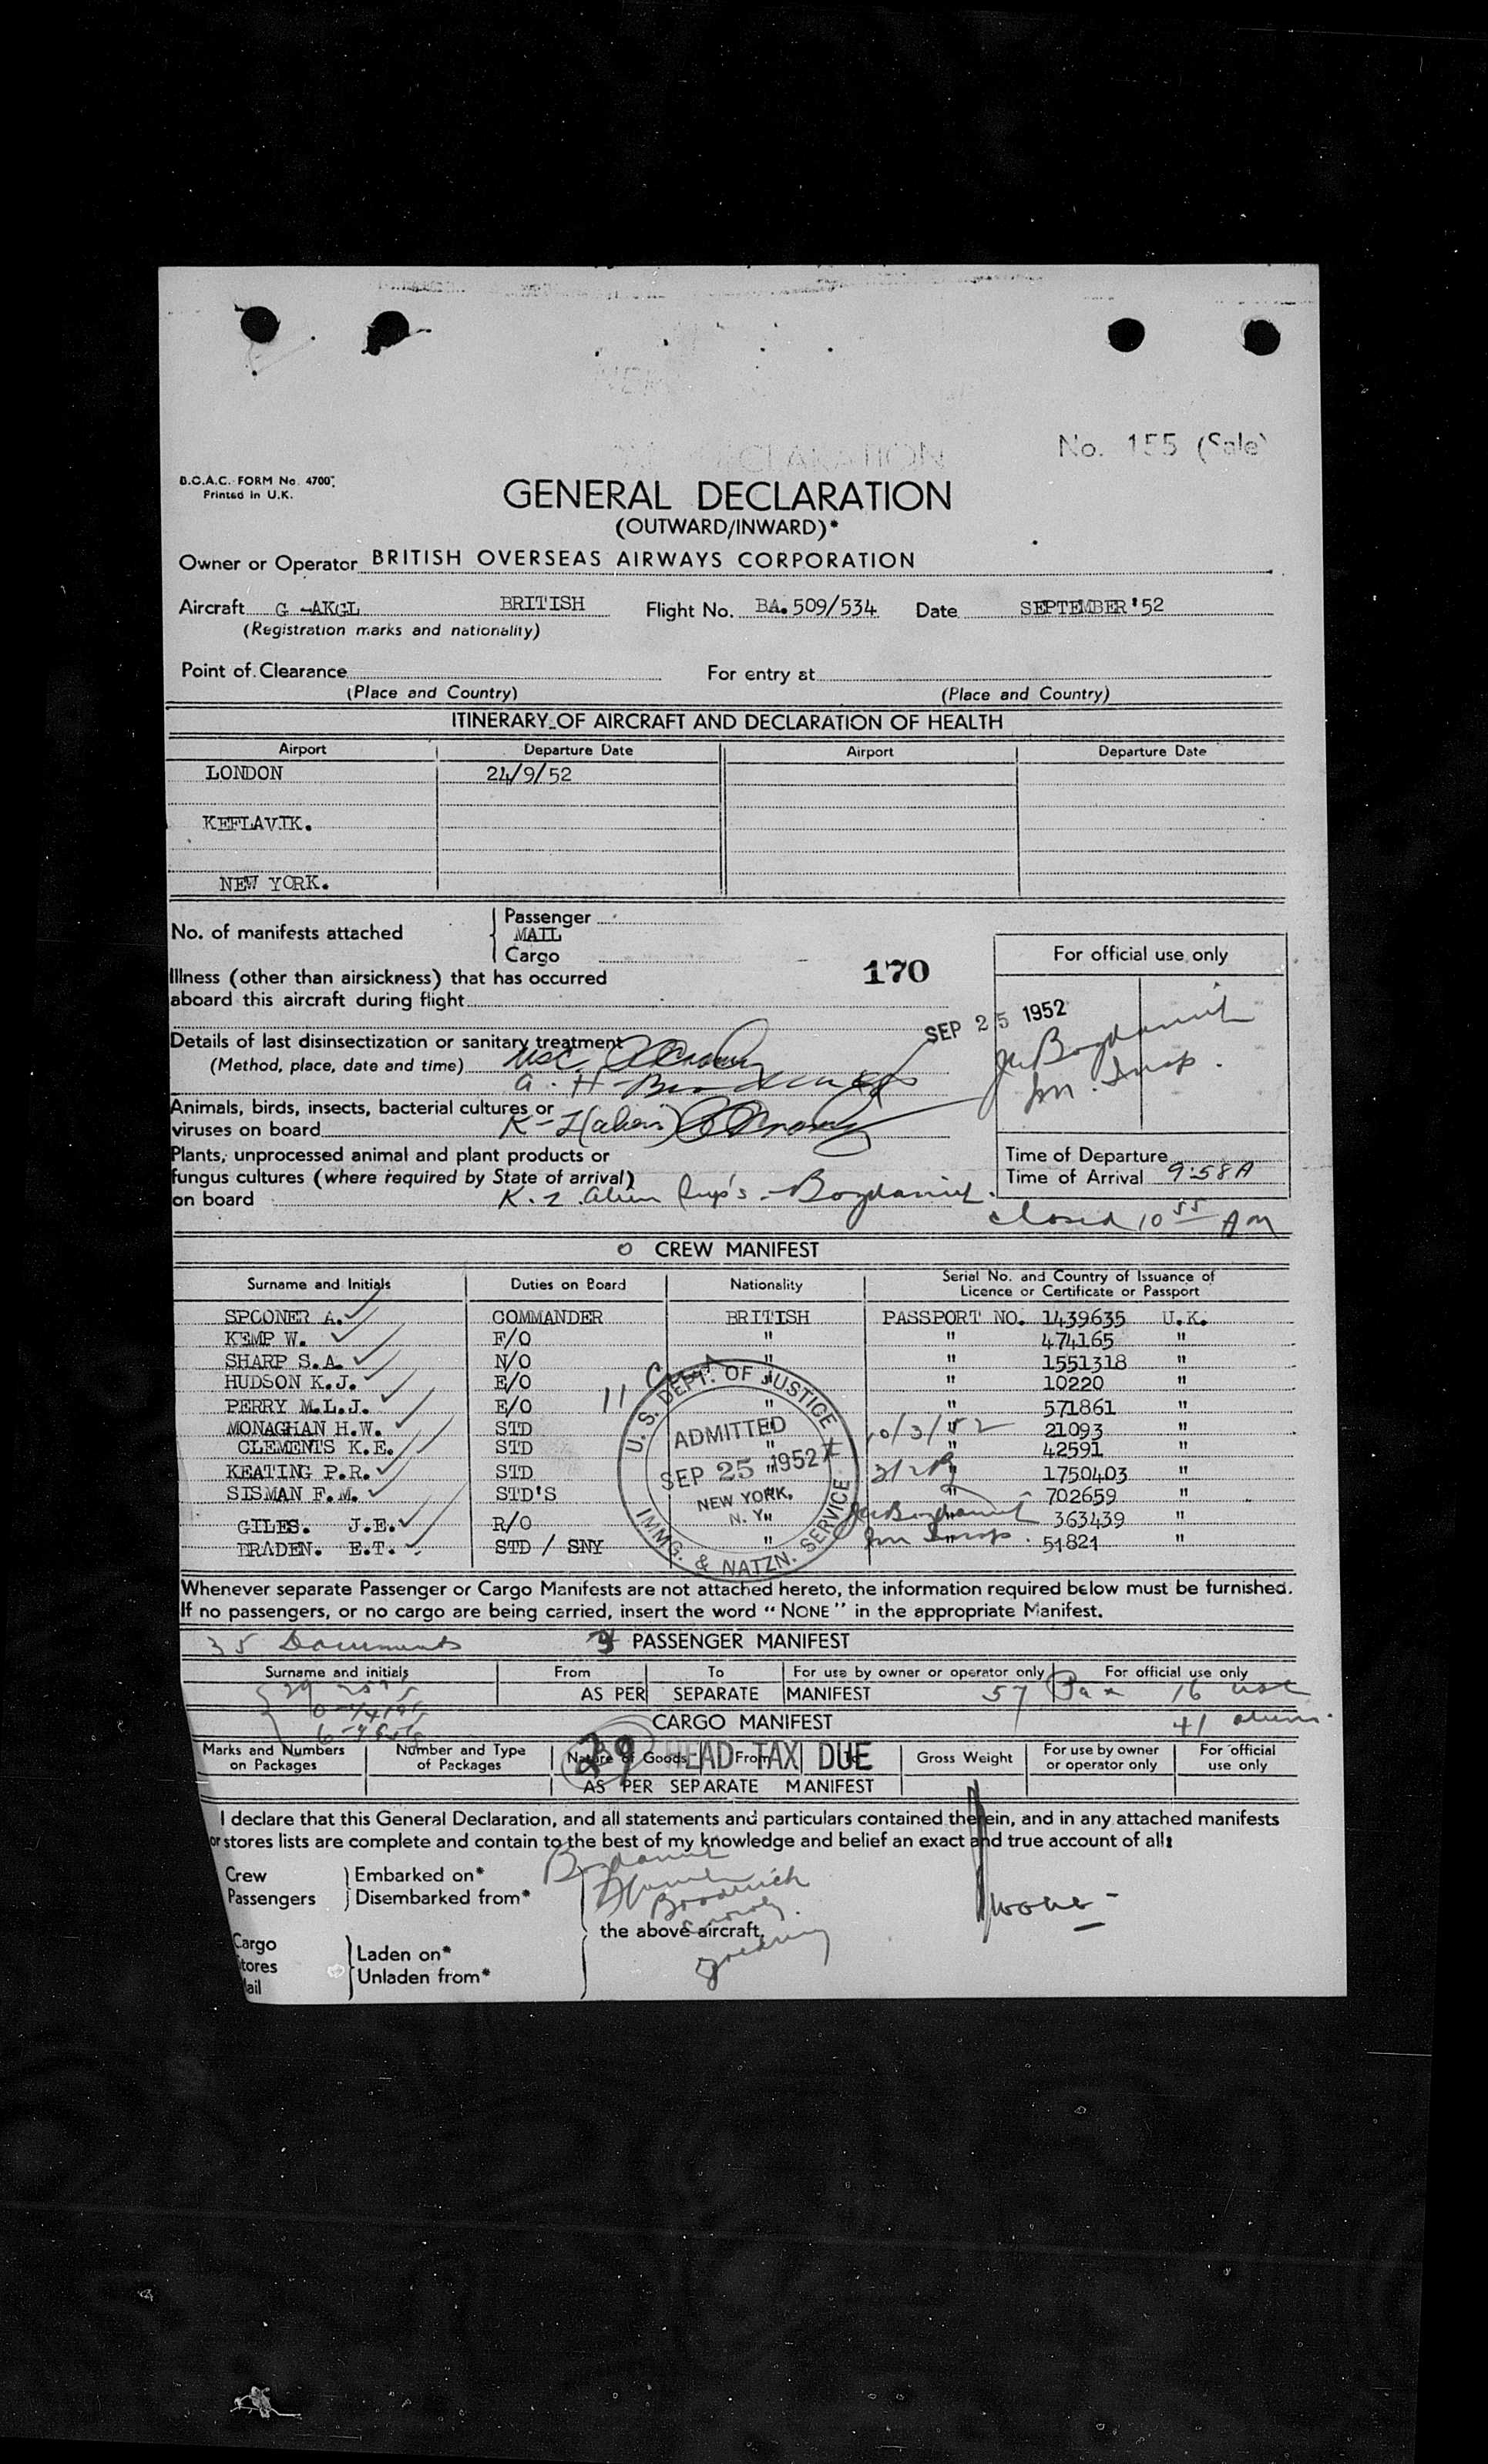 No. 155 (Sale)
B.O.A.C. FORM No. 4700
Printed in U.K.
GENERAL DECLARATION
(OUTWARD/INWARD)*
Owner or Operator BRITISH OVERSEAS AIRWAYS CORPORATION
Aircraft G -AKGL BRITISH Flight No. BA.509/534 Date SEPTEMBER'52
(Registration marks and nationality)
Point of Clearance For entry at
(Place and Country) (Place and Country)
ITINERARY OF AIRCRAFT AND DECLARATION OF HEALTH
Airport Departure Date Airport Departure Date
LONDON 24/9/52
KEFLAVIK.
NEW YORK.
No. of manifests attached { Passenger
MAIL
Cargo
For official use only
170
Illness (other than airsickness) that has occurred
aboard this aircraft during flight
SEP 25 1952
Details of last disinsectization or sanitary treatment
(Method, place, date and time)
Animals, birds, insects, bacterial cultures or
viruses on board
Plants, unprocessed animal and plant products or
fungus cultures (where required by State of arrival)
on board
Bogdanich
Time of Departure
Time of Arrival 9:58A
closed 10 55 AM
CREW MANIFEST
Surname and Initials Duties on Board Nationality Serial No. and Country of Issuance of Licence or Certificate or Passport
SPOONER A. COMMANDER BRITISH PASSPORT NO. 1439635 U.K.
KEMP W. F/O " " 474165 "
SHARP S.A. N/O " " 1551318 "
HUDSON K.J. E/O " " 10220 "
PERRY M.L.J. E/O " " 571861 "
MONAGHAN H.W. STD " " 21093 "
CLEMENTS K.E. STD " " 42591 "
KEATING P.R. STD " " 1750403 "
SISMAN F.M. STD'S " " 702659 "
GILES. J.E. R/O " " 363439 "
BRADEN. E.T. STD / SNY " " 51821 "
11 Crew
U.S. DEPT. OF JUSTICE
ADMITTED
SEP 25 1952
NEW YORK,
N. Y.
IMMG. & NATZN. SERVICE
Whenever separate Passenger or Cargo Manifests are not attached hereto, the information required below must be furnished.
If no passengers, or no cargo are being carried, insert the word "NONE" in the appropriate Manifest.
35 Documents PASSENGER MANIFEST
Surname and initials From To For use by owner or operator only For official use only
AS PER SEPARATE MANIFEST 57 Pax 16 usc
41 aliens.
CARGO MANIFEST
Marks and Numbers on Packages Number and Type of Packages Nature of Goods From To Gross Weight For use by owner or operator only For official use only
29 HEAD TAX DUE
AS PER SEPARATE MANIFEST
I declare that this General Declaration, and all statements and particulars contained therein, and in any attached manifests
or stores lists are complete and contain to the best of my knowledge and belief an exact and true account of all:
Crew } Embarked on*
Passengers } Disembarked from*
Bogdanich
Broderick
the above aircraft.
Cargo } Laden on*
Stores
Mail } Unladen from*